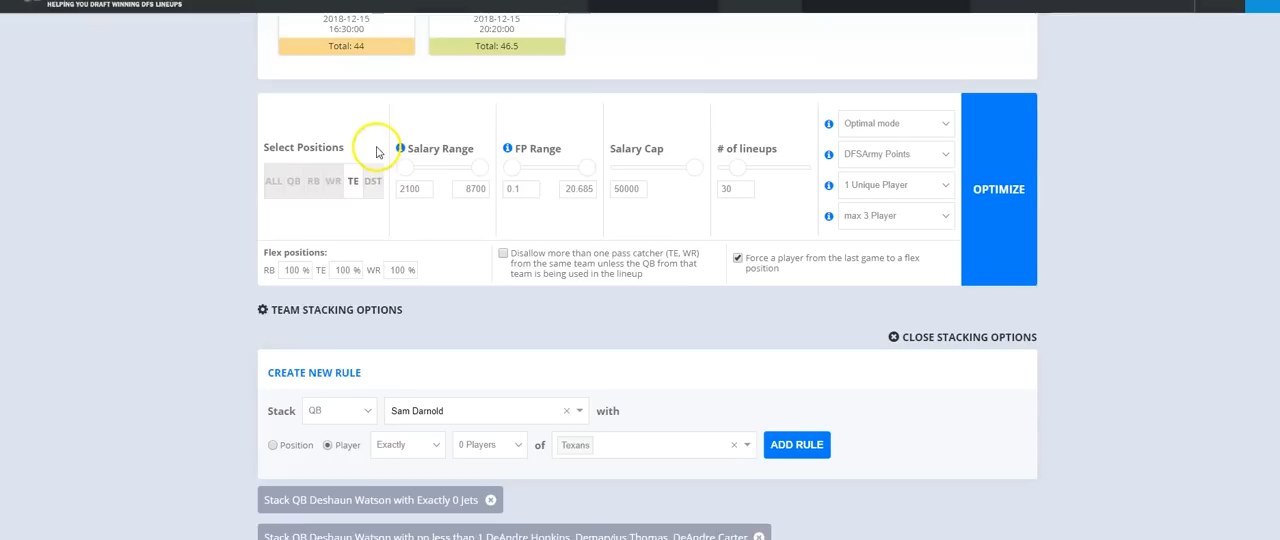 HELPING YOU DRAFT WINNING DFS LINEUPS
2018-12-15
16:30:00
Total: 44
2018-12-15
20:20:00
Total: 46.5
Select Positions
ALL QB RB WR TE DST
Salary Range
2100 8700
FP Range
0.1 20.685
Salary Cap
50000
# of lineups
30
Optimal mode
DFSArmy Points
1 Unique Player
max 3 Player
OPTIMIZE
Flex positions:
RB 100 % TE 100 % WR 100 %
Disallow more than one pass catcher (TE, WR)
from the same team unless the QB from that
team is being used in the lineup
Force a player from the last game to a flex
position
TEAM STACKING OPTIONS
CLOSE STACKING OPTIONS
CREATE NEW RULE
Stack QB Sam Darnold × with
Position Player Exactly 0 Players of Texans × ADD RULE
Stack QB Deshaun Watson with Exactly 0 Jets
Stack QB Deshaun Watson with no less than 1 DeAndre Hopkins, Demaryius Thomas, DeAndre Carter